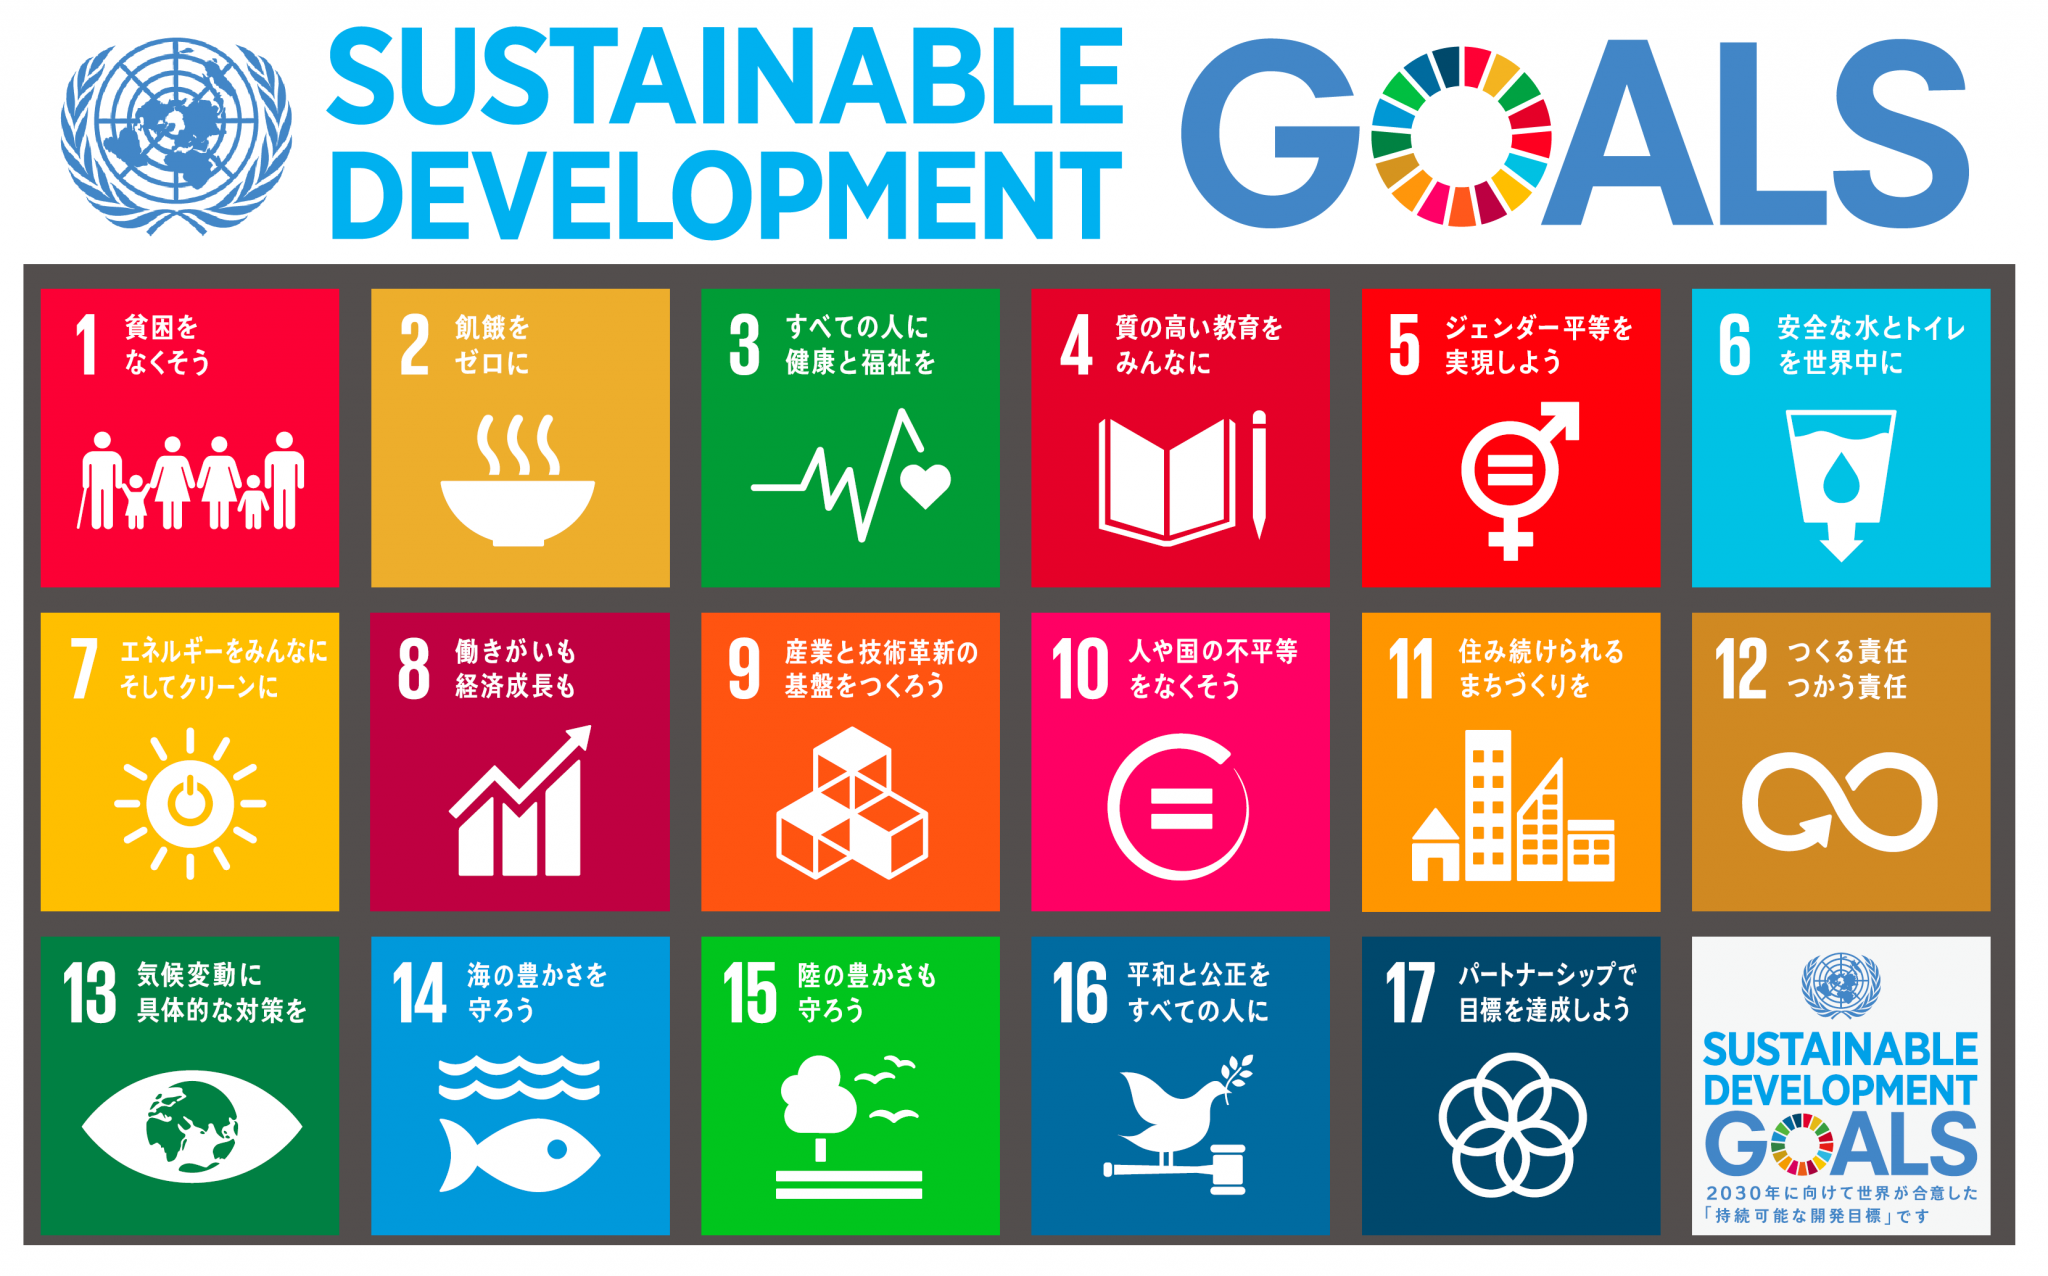 SUSTAINABLE
DEVELOPMENT
GOALS
1 貧困を
なくそう
2 飢餓を
ゼロに
3 すべての人に
健康と福祉を
4 質の高い教育を
みんなに
5 ジェンダー平等を
実現しよう
6 安全な水とトイレ
を世界中に
7 エネルギーをみんなに
そしてクリーンに
8 働きがいも
経済成長も
9 産業と技術革新の
基盤をつくろう
10 人や国の不平等
をなくそう
11 住み続けられる
まちづくりを
12 つくる責任
つかう責任
13 気候変動に
具体的な対策を
14 海の豊かさを
守ろう
15 陸の豊かさも
守ろう
16 平和と公正を
すべての人に
17 パートナーシップで
目標を達成しよう
SUSTAINABLE
DEVELOPMENT
GOALS
2030年に向けて世界が合意した
「持続可能な開発目標」です